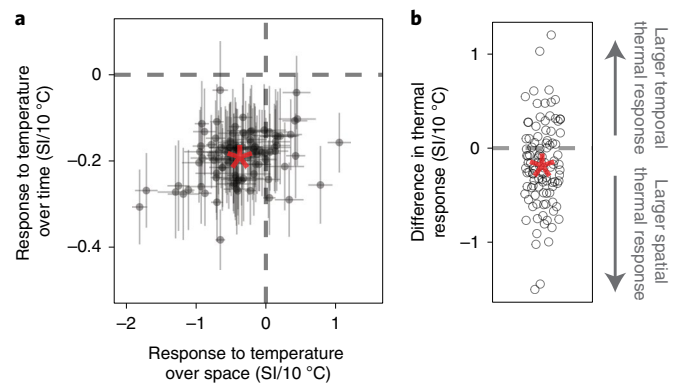 a
Response to temperature
over time (SI/10 °C)
0
−0.2
−0.4
−2
−1
0
1
Response to temperature
over space (SI/10 °C)
b
Difference in thermal
response (SI/10 °C)
1
0
−1
Larger temporal
thermal response
Larger spatial
thermal response